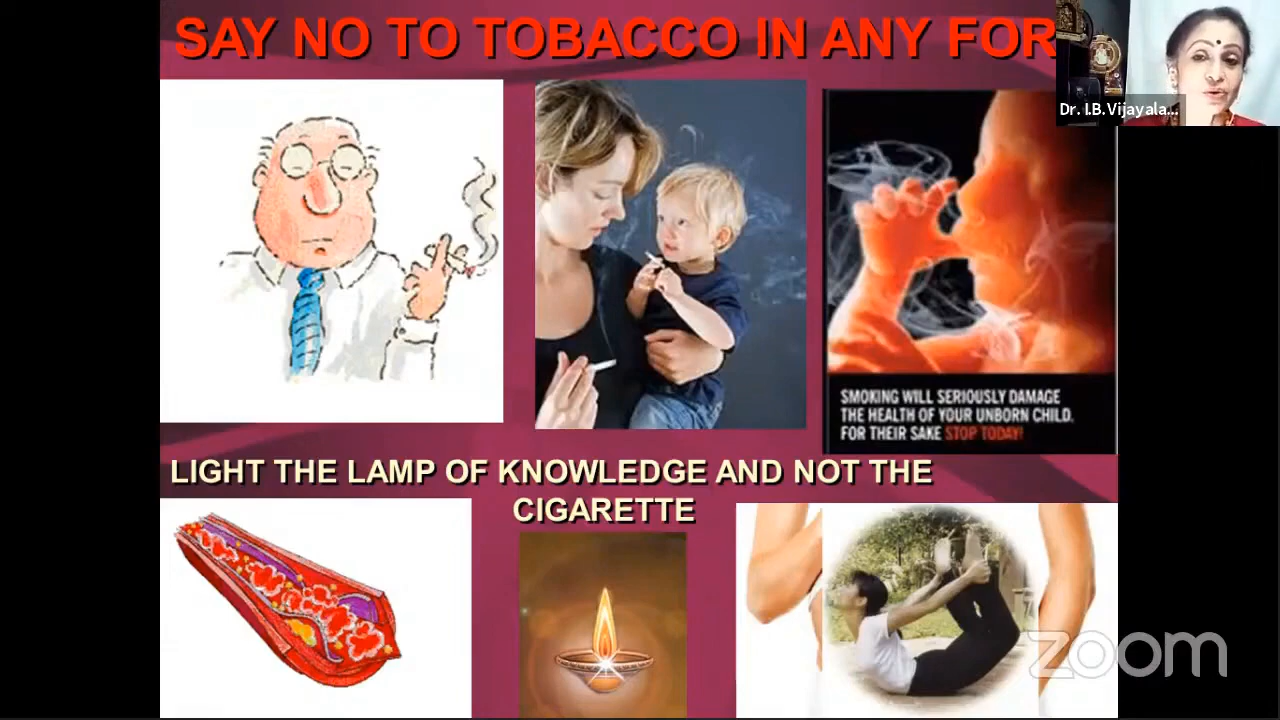 SAY NO TO TOBACCO IN ANY FOR
Dr. I.B.Vijayala...
SMOKING WILL SERIOUSLY DAMAGE
THE HEALTH OF YOUR UNBORN CHILD.
FOR THEIR SAKE STOP TODAY!
LIGHT THE LAMP OF KNOWLEDGE AND NOT THE
CIGARETTE
zoom